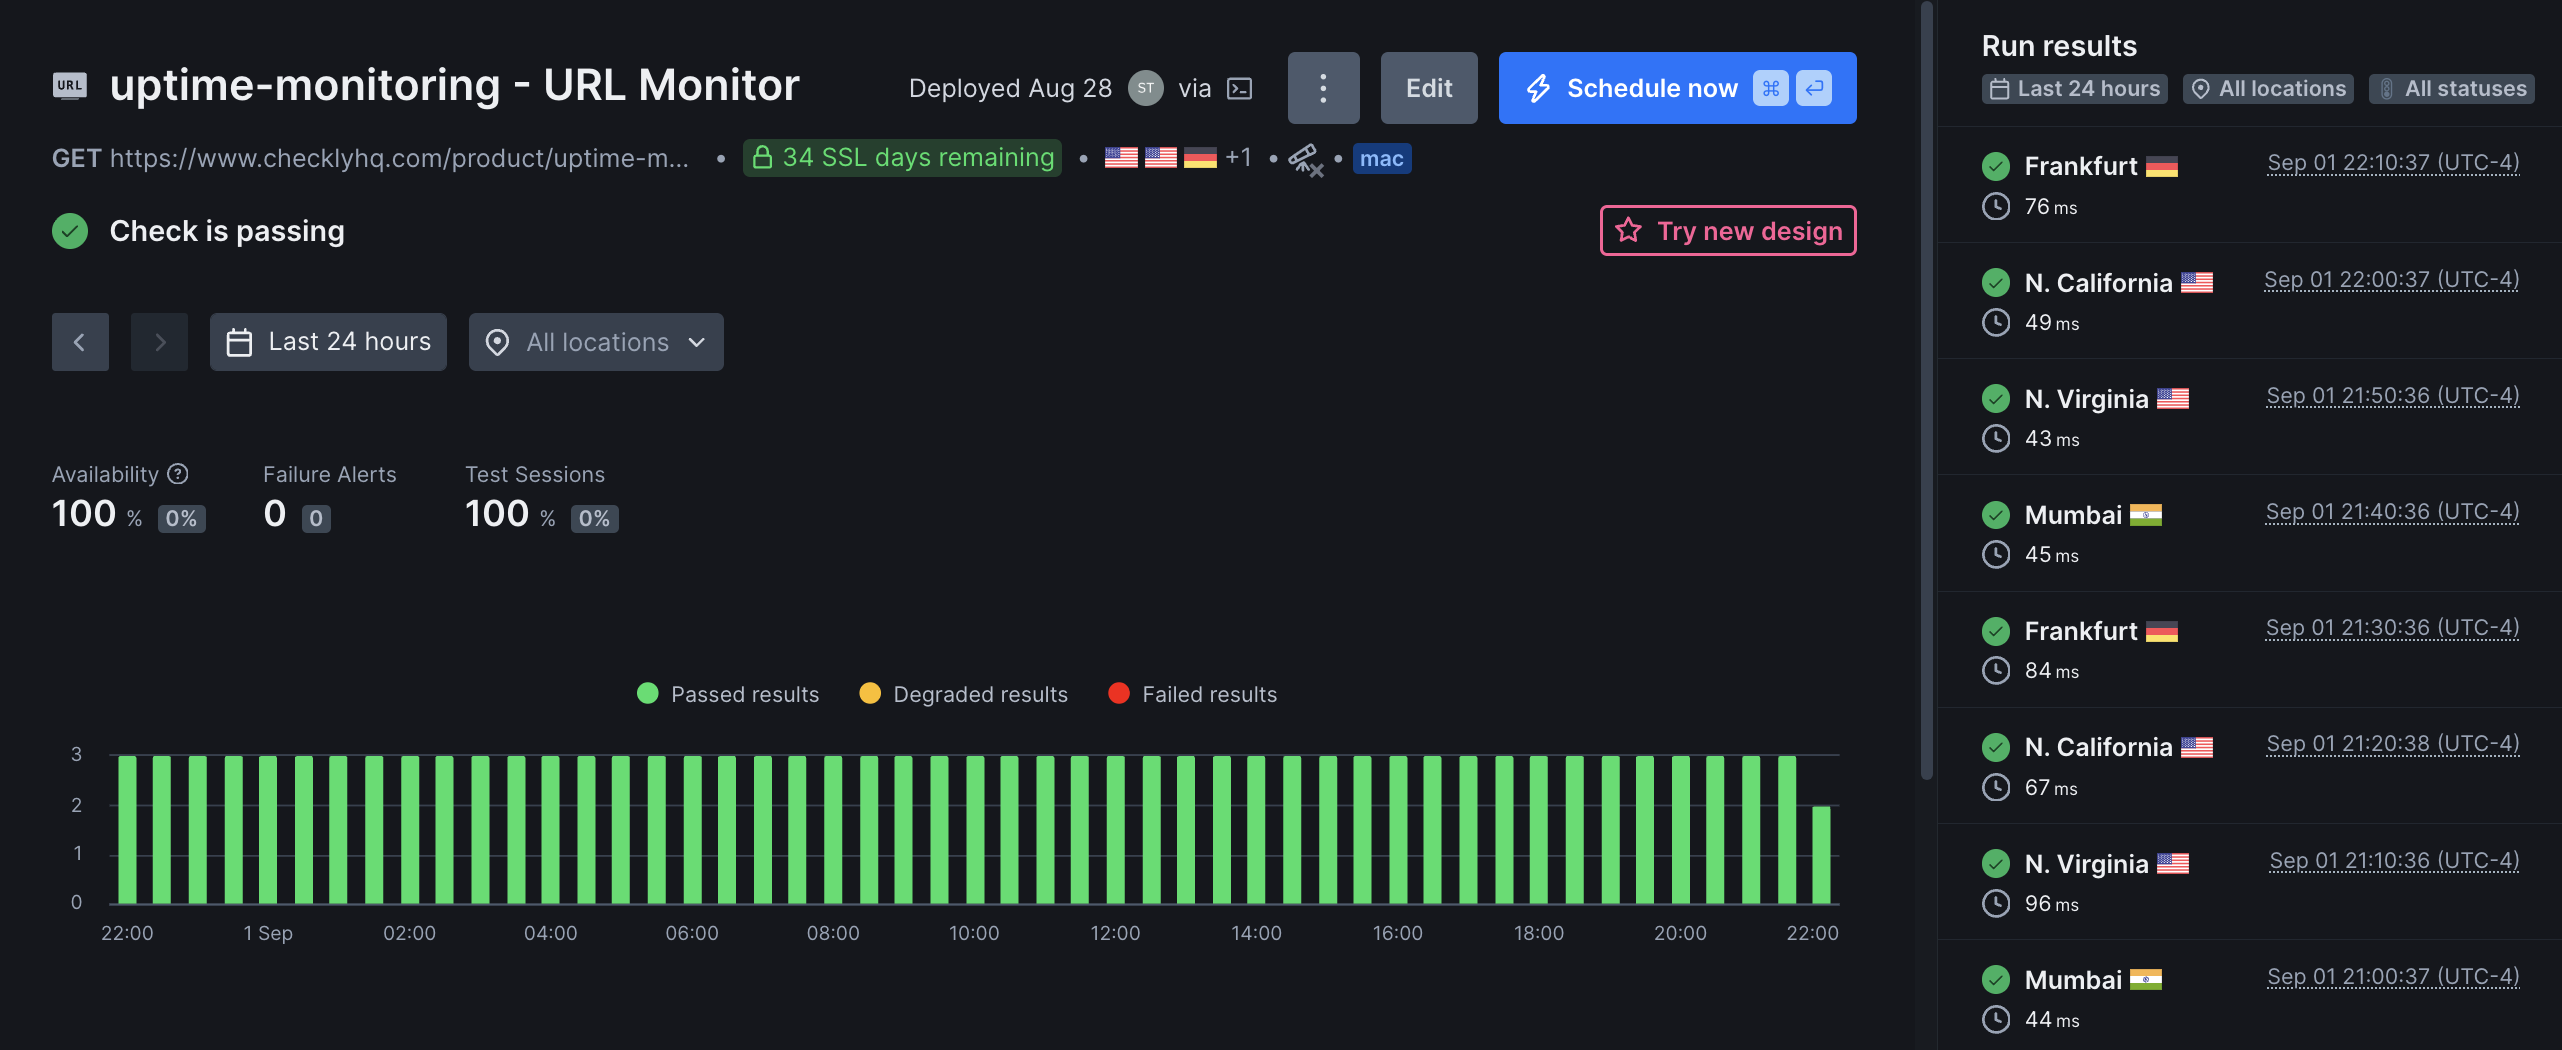 URL uptime-monitoring - URL Monitor
Deployed Aug 28 ST via
Edit
Schedule now ⌘ ↩
GET https://www.checklyhq.com/product/uptime-m... • 34 SSL days remaining • +1 • • mac
Check is passing
Try new design
Last 24 hours
All locations
Availability ?
100 % 0%
Failure Alerts
0 0
Test Sessions
100 % 0%
Passed results Degraded results Failed results
3
2
1
0
22:00 1 Sep 02:00 04:00 06:00 08:00 10:00 12:00 14:00 16:00 18:00 20:00 22:00
Run results
Last 24 hours All locations All statuses
Frankfurt Sep 01 22:10:37 (UTC-4)
76 ms
N. California Sep 01 22:00:37 (UTC-4)
49 ms
N. Virginia Sep 01 21:50:36 (UTC-4)
43 ms
Mumbai Sep 01 21:40:36 (UTC-4)
45 ms
Frankfurt Sep 01 21:30:36 (UTC-4)
84 ms
N. California Sep 01 21:20:38 (UTC-4)
67 ms
N. Virginia Sep 01 21:10:36 (UTC-4)
96 ms
Mumbai Sep 01 21:00:37 (UTC-4)
44 ms